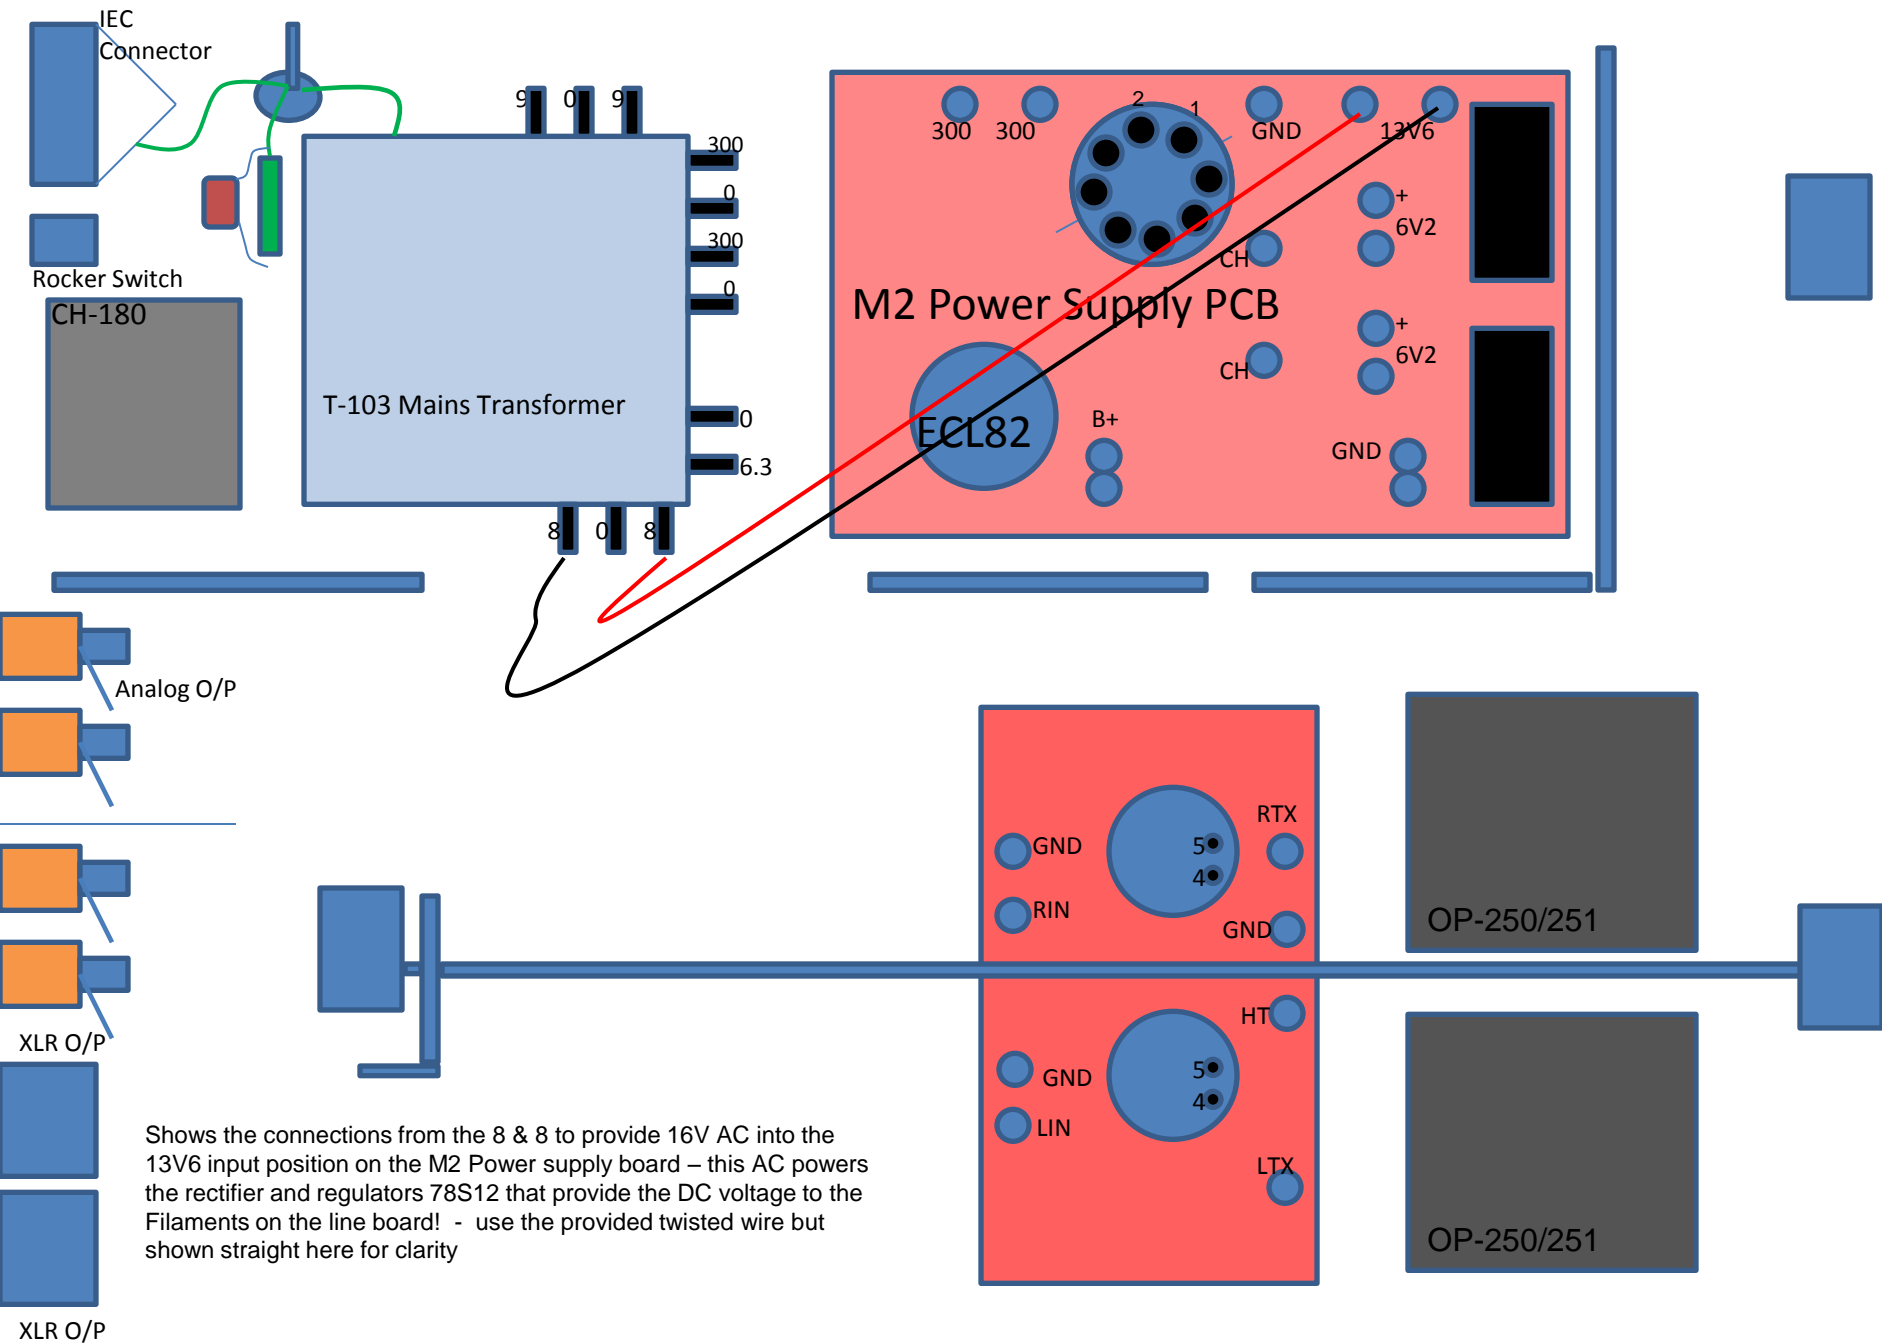 IEC
Connector
9
0
9
300
0
300
0
0
6.3
8
0
8
T-103 Mains Transformer
Rocker Switch
CH-180
300
300
2
1
GND
13V6
+
6V2
CH
M2 Power Supply PCB
+
6V2
CH
ECL82
B+
GND
Analog O/P
XLR O/P
XLR O/P
RTX
GND
5
4
RIN
GND
HT
GND
5
4
LIN
LTX
OP-250/251
OP-250/251
Shows the connections from the 8 & 8 to provide 16V AC into the
13V6 input position on the M2 Power supply board – this AC powers
the rectifier and regulators 78S12 that provide the DC voltage to the
Filaments on the line board!  -  use the provided twisted wire but
shown straight here for clarity